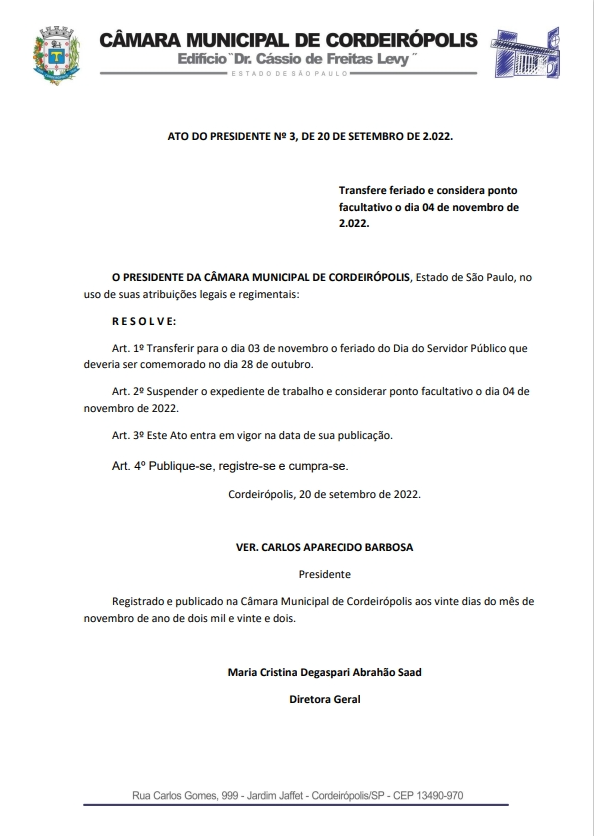 CÂMARA MUNICIPAL DE CORDEIRÓPOLIS
Edifício ¨Dr. Cássio de Freitas Levy¨
ESTADO DE SÃO PAULO
ATO DO PRESIDENTE Nº 3, DE 20 DE SETEMBRO DE 2.022.
Transfere feriado e considera ponto
facultativo o dia 04 de novembro de
2.022.
O PRESIDENTE DA CÂMARA MUNICIPAL DE CORDEIRÓPOLIS, Estado de São Paulo, no
uso de suas atribuições legais e regimentais:
R E S O L V E:
Art. 1º Transferir para o dia 03 de novembro o feriado do Dia do Servidor Público que
deveria ser comemorado no dia 28 de outubro.
Art. 2º Suspender o expediente de trabalho e considerar ponto facultativo o dia 04 de
novembro de 2022.
Art. 3º Este Ato entra em vigor na data de sua publicação.
Art. 4º Publique-se, registre-se e cumpra-se.
Cordeirópolis, 20 de setembro de 2022.
VER. CARLOS APARECIDO BARBOSA
Presidente
Registrado e publicado na Câmara Municipal de Cordeirópolis aos vinte dias do mês de
novembro de ano de dois mil e vinte e dois.
Maria Cristina Degaspari Abrahão Saad
Diretora Geral
Rua Carlos Gomes, 999 - Jardim Jaffet - Cordeirópolis/SP - CEP 13490-970